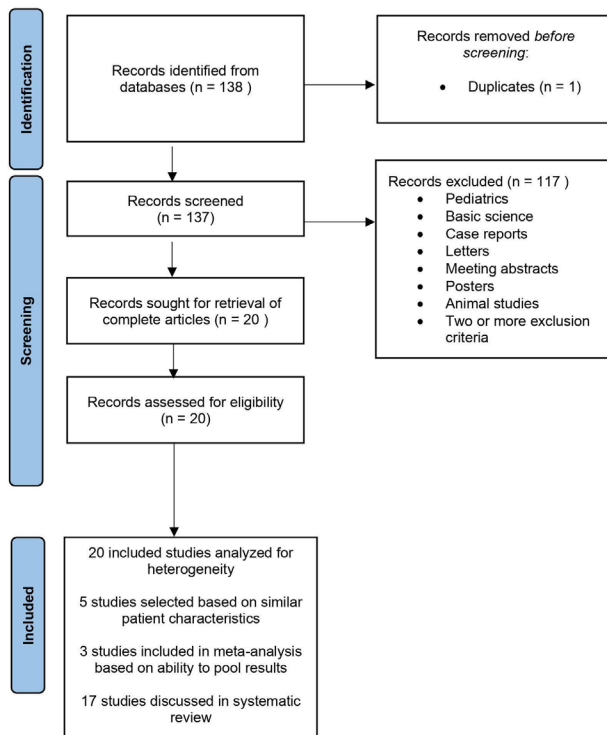 Identification
Records identified from
databases (n = 138 )
Records removed before
screening:
• Duplicates (n = 1)
Screening
Records screened
(n = 137)
Records excluded (n = 117 )
• Pediatrics
• Basic science
• Case reports
• Letters
• Meeting abstracts
• Posters
• Animal studies
• Two or more exclusion
criteria
Records sought for retrieval of
complete articles (n = 20 )
Records assessed for eligibility
(n = 20)
Included
20 included studies analyzed for
heterogeneity
5 studies selected based on similar
patient characteristics
3 studies included in meta-analysis
based on ability to pool results
17 studies discussed in systematic
review